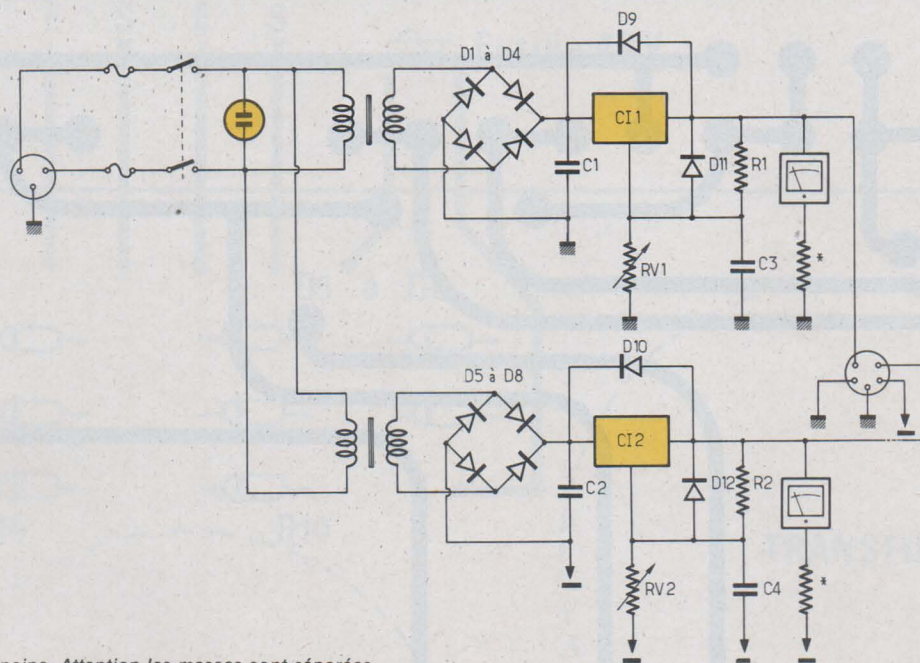 D9
D1 à D4
CI1
C1
D11
R1
RV1
C3
*
D10
D5 à D8
CI2
C2
D12
R2
RV2
C4
*
TRANSF
Attention les masses sont séparées